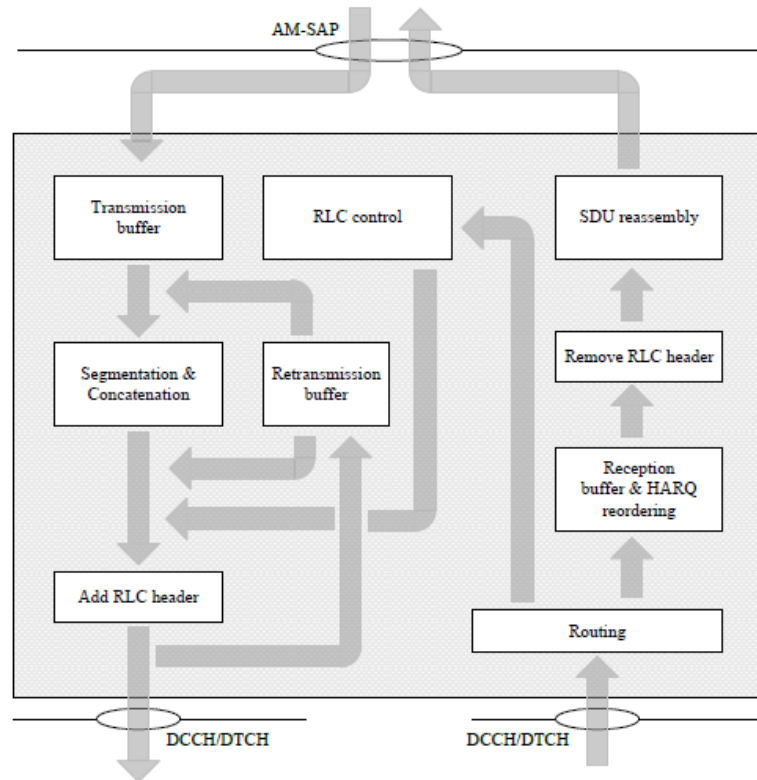 AM-SAP
Transmission
buffer
RLC control
SDU reassembly
Segmentation &
Concatenation
Retransmission
buffer
Remove RLC header
Reception
buffer & HARQ
reordering
Add RLC header
Routing
DCCH/DTCH
DCCH/DTCH